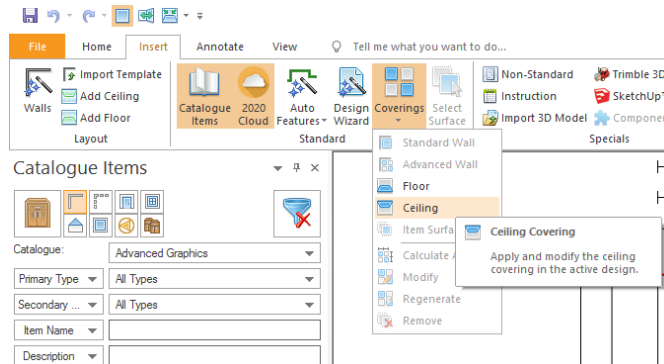 File Home Insert Annotate View Tell me what you want to do...
Walls
Import Template
Add Ceiling
Add Floor
Layout
Catalogue Items
2020 Cloud
Auto Features
Design Wizard
Coverings
Select Surface
Standard
Non-Standard
Instruction
Import 3D Model
Trimble 3D
SketchUp
Compone
Specials
Standard Wall
Advanced Wall
Floor
Ceiling
Item Surfa
Calculate A
Modify
Regenerate
Remove
Ceiling Covering
Apply and modify the ceiling
covering in the active design.
Catalogue Items
Catalogue: Advanced Graphics
Primary Type All Types
Secondary ... All Types
Item Name
Description
H
H